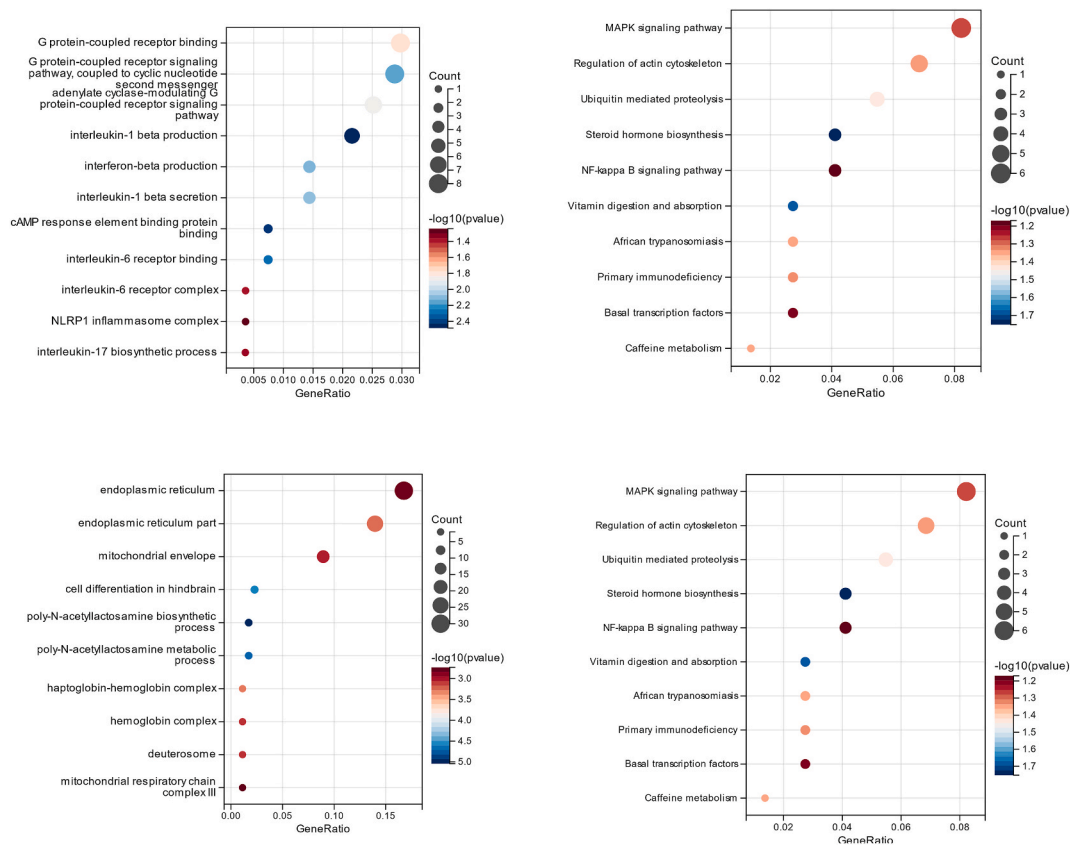 G protein-coupled receptor binding
G protein-coupled receptor signaling
pathway, coupled to cyclic nucleotide
second messenger
adenylate cyclase-modulating G
protein-coupled receptor signaling
pathway
interleukin-1 beta production
interferon-beta production
interleukin-1 beta secretion
cAMP response element binding protein
binding
interleukin-6 receptor binding
interleukin-6 receptor complex
NLRP1 inflammasome complex
interleukin-17 biosynthetic process
0.005 0.010 0.015 0.020 0.025 0.030
GeneRatio
Count
1
2
3
4
5
6
7
8
-log10(pvalue)
1.4
1.6
1.8
2.0
2.2
2.4
MAPK signaling pathway
Regulation of actin cytoskeleton
Ubiquitin mediated proteolysis
Steroid hormone biosynthesis
NF-kappa B signaling pathway
Vitamin digestion and absorption
African trypanosomiasis
Primary immunodeficiency
Basal transcription factors
Caffeine metabolism
0.02 0.04 0.06 0.08
GeneRatio
Count
1
2
3
4
5
6
-log10(pvalue)
1.2
1.3
1.4
1.5
1.6
1.7
endoplasmic reticulum
endoplasmic reticulum part
mitochondrial envelope
cell differentiation in hindbrain
poly-N-acetyllactosamine biosynthetic
process
poly-N-acetyllactosamine metabolic
process
haptoglobin-hemoglobin complex
hemoglobin complex
deuterosome
mitochondrial respiratory chain
complex III
0.00 0.05 0.10 0.15
GeneRatio
Count
5
10
15
20
25
30
-log10(pvalue)
3.0
3.5
4.0
4.5
5.0
MAPK signaling pathway
Regulation of actin cytoskeleton
Ubiquitin mediated proteolysis
Steroid hormone biosynthesis
NF-kappa B signaling pathway
Vitamin digestion and absorption
African trypanosomiasis
Primary immunodeficiency
Basal transcription factors
Caffeine metabolism
0.02 0.04 0.06 0.08
GeneRatio
Count
1
2
3
4
5
6
-log10(pvalue)
1.2
1.3
1.4
1.5
1.6
1.7